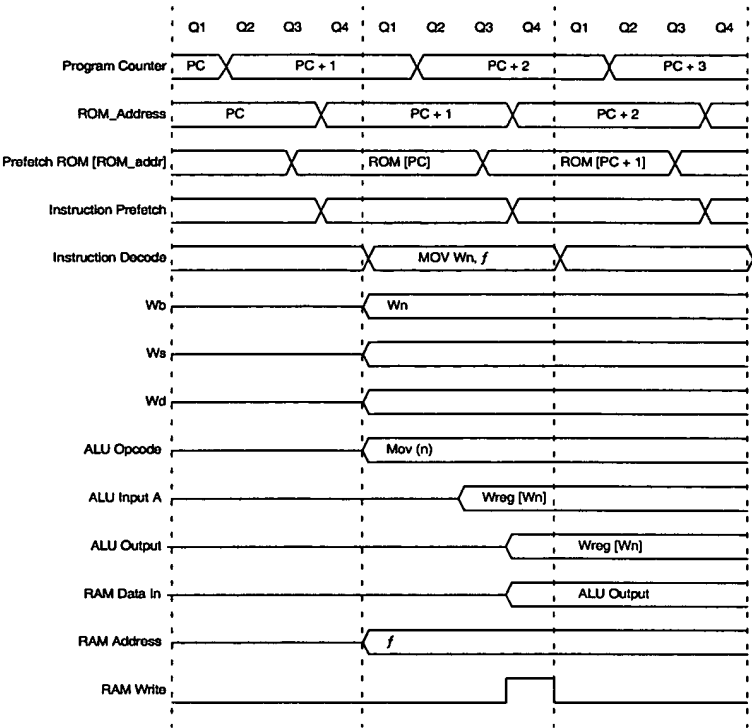 Q1 Q2 Q3 Q4 Q1 Q2 Q3 Q4 Q1 Q2 Q3 Q4
Program Counter PC PC + 1 PC + 2 PC + 3
ROM_Address PC PC + 1 PC + 2
Prefetch ROM [ROM_addr] ROM [PC] ROM [PC + 1]
Instruction Prefetch
Instruction Decode MOV Wn, f
Wb Wn
Ws
Wd
ALU Opcode Mov (n)
ALU Input A Wreg [Wn]
ALU Output Wreg [Wn]
RAM Data In ALU Output
RAM Address f
RAM Write